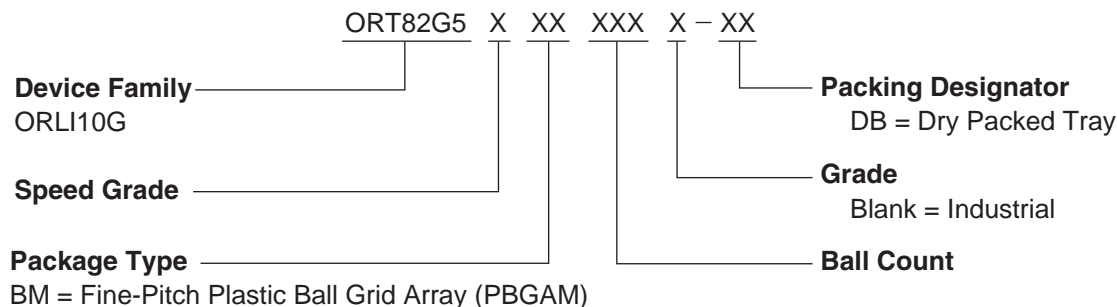 ORT82G5 X XX XXX X – XX
Device Family
ORLI10G
Packing Designator
DB = Dry Packed Tray
Speed Grade
Grade
Blank = Industrial
Package Type
BM = Fine-Pitch Plastic Ball Grid Array (PBGAM)
Ball Count